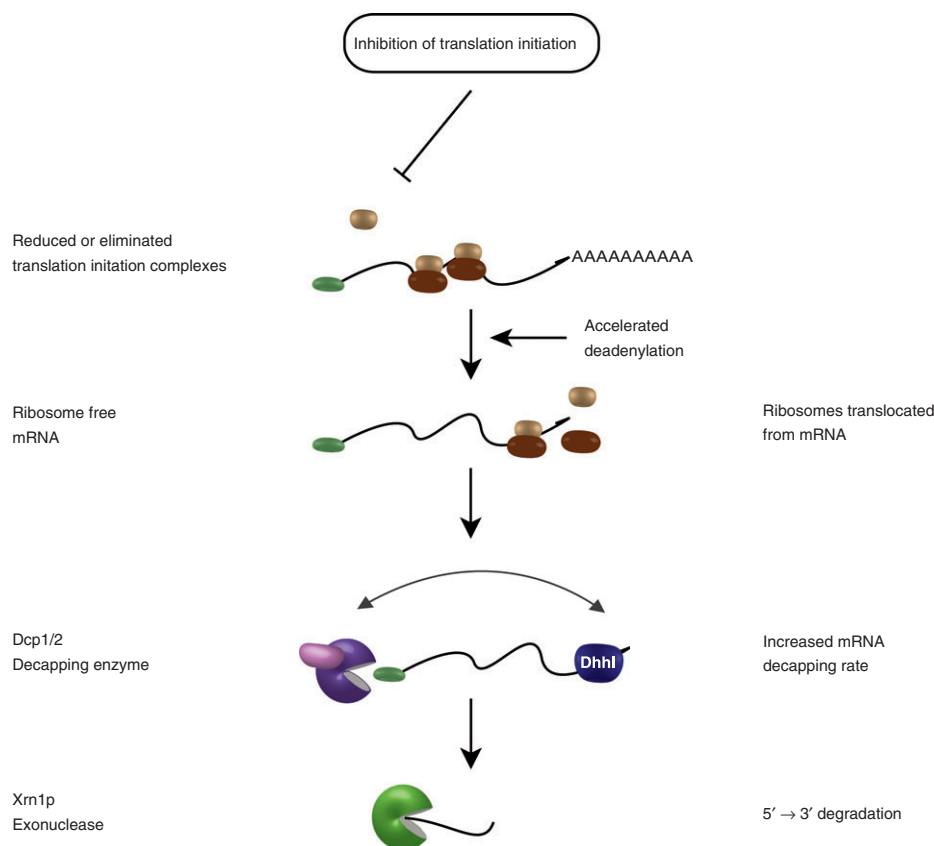 Inhibition of translation initiation
Reduced or eliminated
translation initation complexes
AAAAAAAAAA
Accelerated
deadenylation
Ribosome free
mRNA
Ribosomes translocated
from mRNA
Dcp1/2
Decapping enzyme
DhhI
Increased mRNA
decapping rate
Xrn1p
Exonuclease
5′ → 3′ degradation